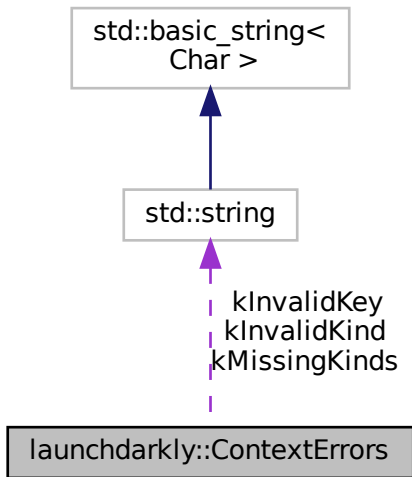 std::basic_string<
Char >
std::string
kInvalidKey
kInvalidKind
kMissingKinds
launchdarkly::ContextErrors